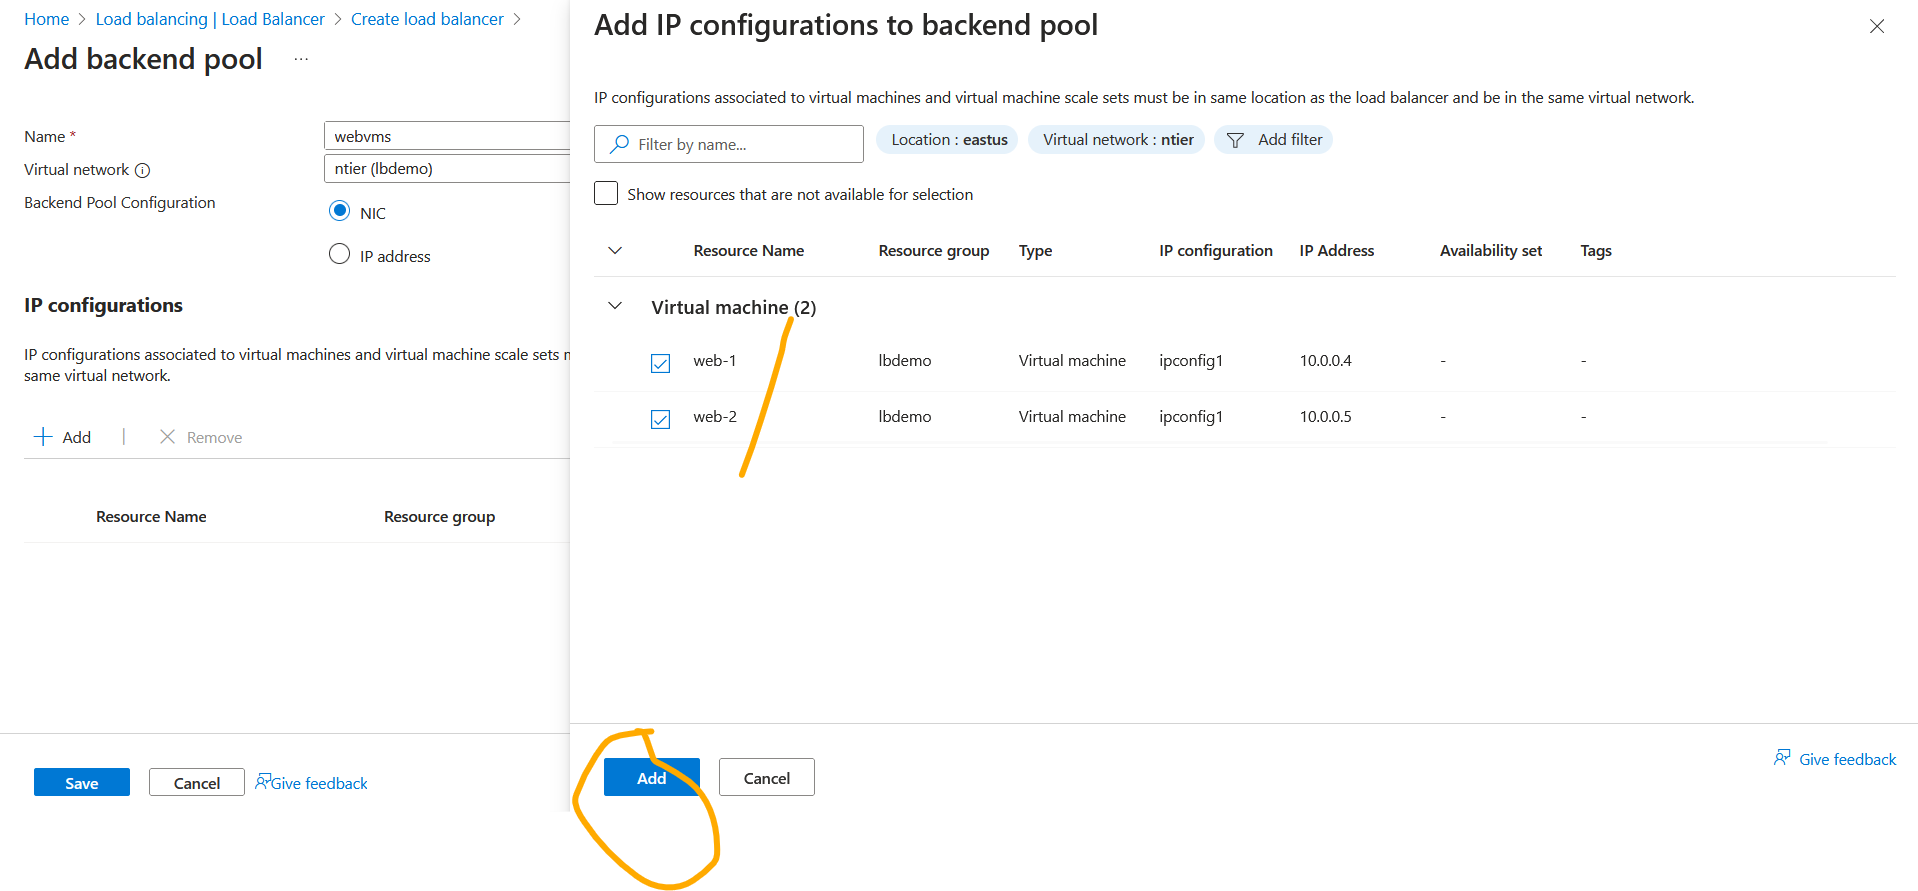 Home > Load balancing | Load Balancer > Create load balancer >
Add backend pool ...
Name *
webvms
Virtual network
ntier (lbdemo)
Backend Pool Configuration
NIC
IP address
IP configurations
IP configurations associated to virtual machines and virtual machine scale sets
same virtual network.
Add | Remove
Resource Name Resource group
Save Cancel Give feedback
Add IP configurations to backend pool
IP configurations associated to virtual machines and virtual machine scale sets must be in same location as the load balancer and be in the same virtual network.
Filter by name... Location : eastus Virtual network : ntier Add filter
Show resources that are not available for selection
Resource Name Resource group Type IP configuration IP Address Availability set Tags
Virtual machine (2)
web-1 lbdemo Virtual machine ipconfig1 10.0.0.4 - -
web-2 lbdemo Virtual machine ipconfig1 10.0.0.5 - -
Add Cancel Give feedback